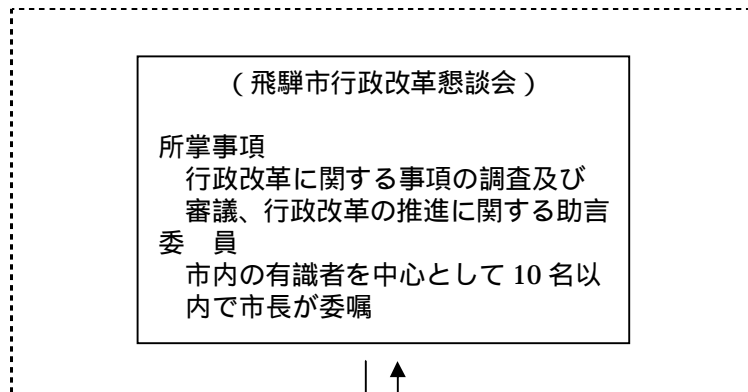 (飛騨市行政改革懇談会)
所掌事項
行政改革に関する事項の調査及び
審議、行政改革の推進に関する助言
委 員
市内の有識者を中心として 10 名以
内で市長が委嘱